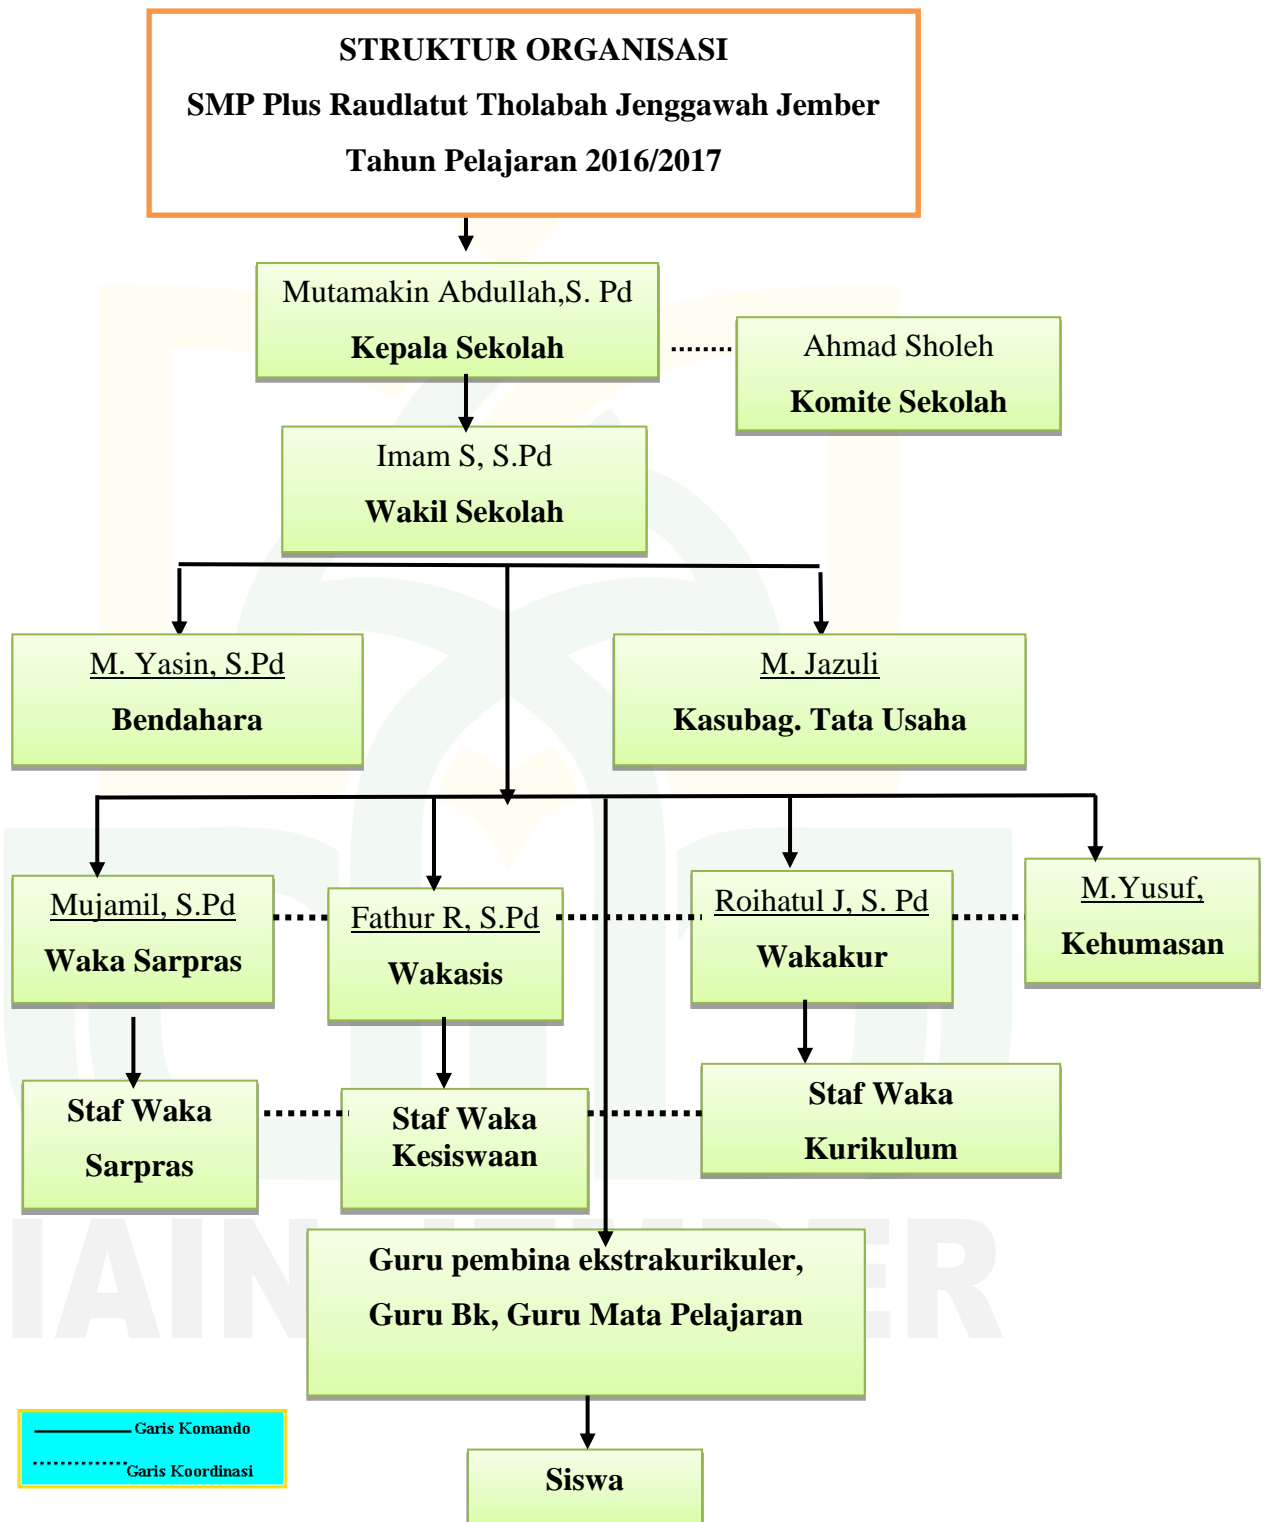 STRUKTUR ORGANISASI
SMP Plus Raudlatut Tholabah Jenggawah Jember
Tahun Pelajaran 2016/2017
Mutamakin Abdullah,S. Pd
Kepala Sekolah
Ahmad Sholeh
Komite Sekolah
Imam S, S.Pd
Wakil Sekolah
M. Yasin, S.Pd
Bendahara
M. Jazuli
Kasubag. Tata Usaha
Mujamil, S.Pd
Waka Sarpras
Fathur R, S.Pd
Wakasis
Roihatul J, S. Pd
Wakakur
M.Yusuf,
Kehumasan
Staf Waka
Sarpras
Staf Waka
Kesiswaan
Staf Waka
Kurikulum
Guru pembina ekstrakurikuler,
Guru Bk, Guru Mata Pelajaran
Siswa
Garis Komando
Garis Koordinasi
IAIN JEMBER